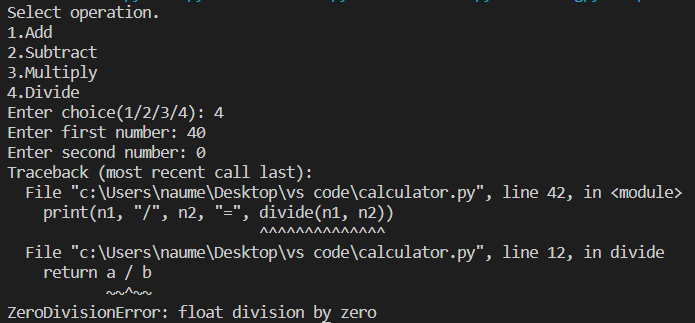 Select operation.
1.Add
2.Subtract
3.Multiply
4.Divide
Enter choice(1/2/3/4): 4
Enter first number: 40
Enter second number: 0
Traceback (most recent call last):
  File "c:\Users\naume\Desktop\vs code\calculator.py", line 42, in <module>
    print(n1, "/", n2, "=", divide(n1, n2))
                            ^^^^^^^^^^^^^^
  File "c:\Users\naume\Desktop\vs code\calculator.py", line 12, in divide
    return a / b
           ~~^~~
ZeroDivisionError: float division by zero